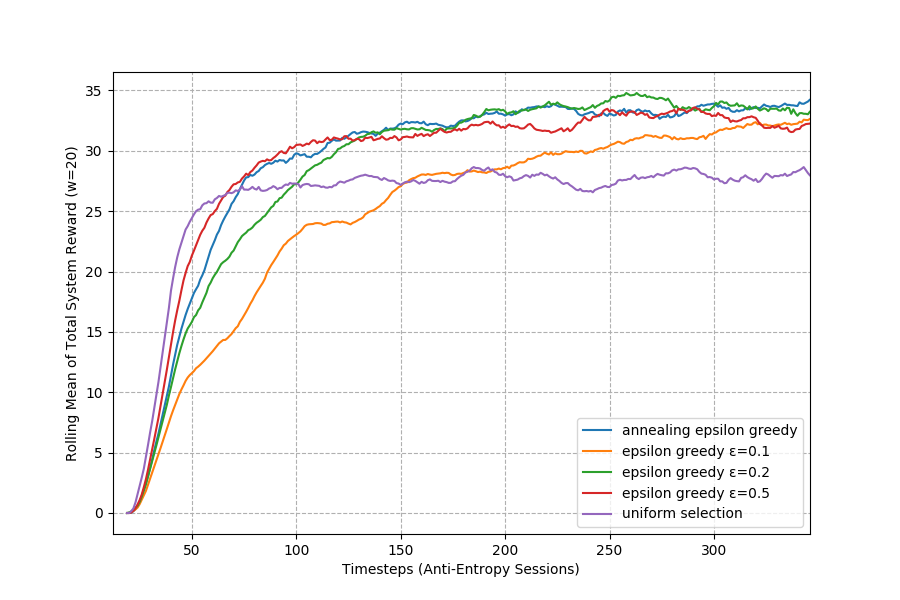 Rolling Mean of Total System Reward (w=20)
35
30
25
20
15
10
5
0
50
100
150
200
250
300
Timesteps (Anti-Entropy Sessions)
annealing epsilon greedy
epsilon greedy ε=0.1
epsilon greedy ε=0.2
epsilon greedy ε=0.5
uniform selection